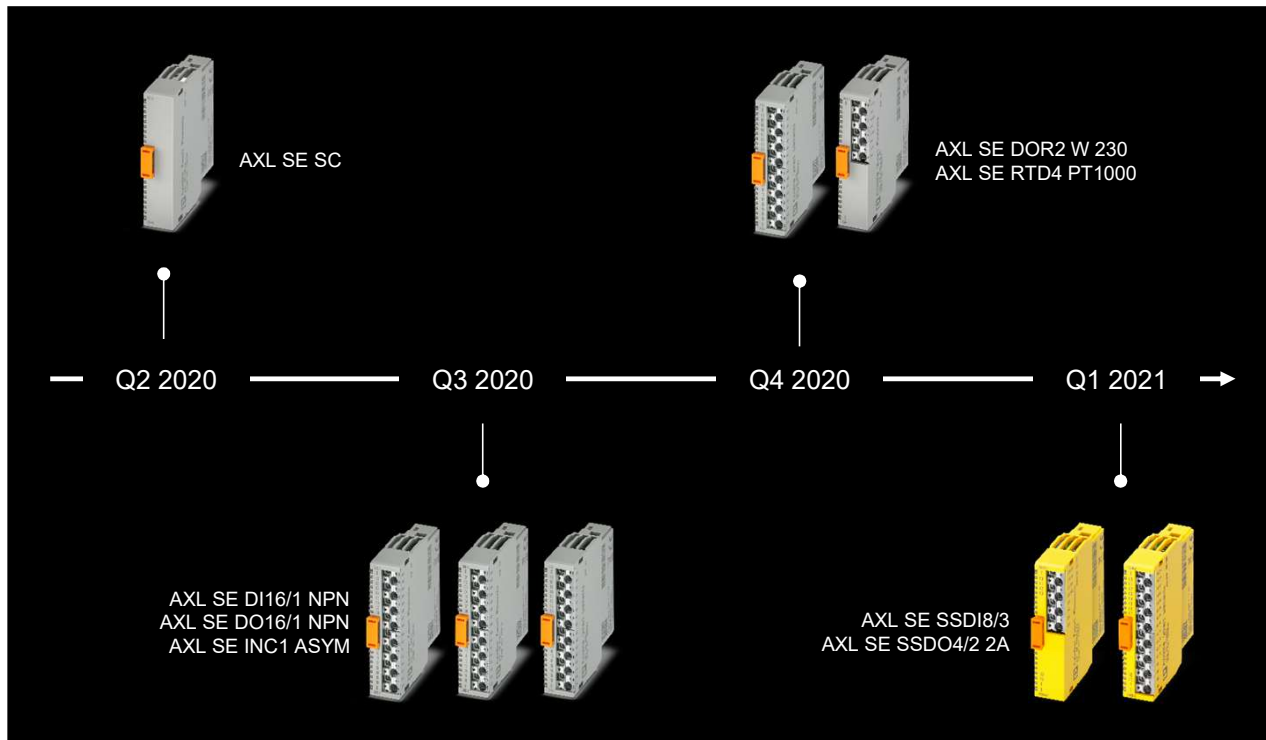 AXL SE SC
AXL SE DOR2 W 230
AXL SE RTD4 PT1000
Q2 2020
Q3 2020
Q4 2020
Q1 2021
AXL SE DI16/1 NPN
AXL SE DO16/1 NPN
AXL SE INC1 ASYM
AXL SE SSDI8/3
AXL SE SSDO4/2 2A